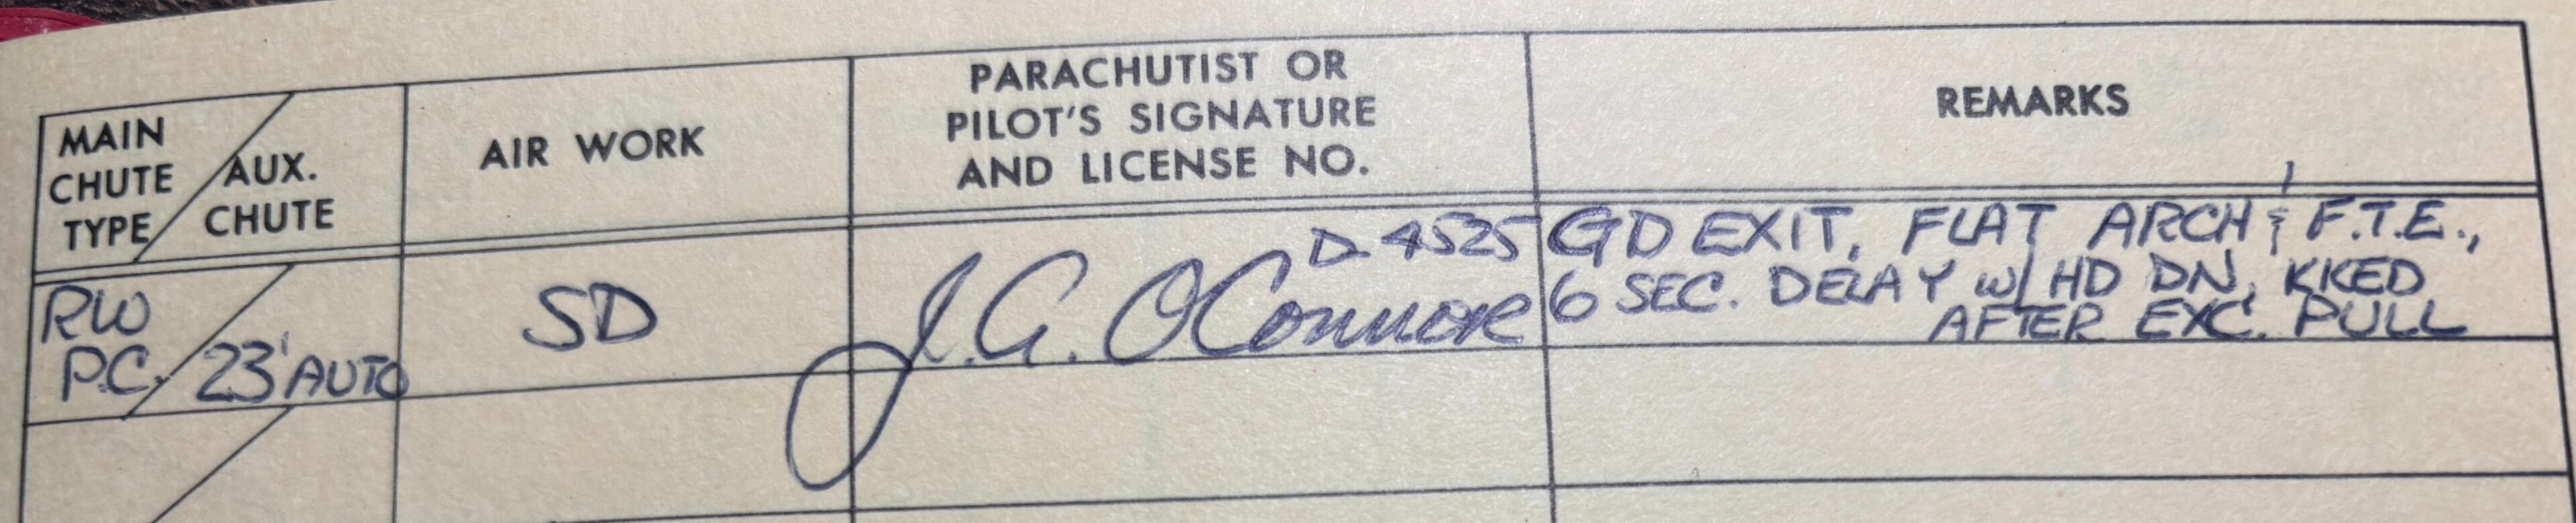 MAIN
CHUTE
TYPE
AUX.
CHUTE
AIR WORK
PARACHUTIST OR
PILOT'S SIGNATURE
AND LICENSE NO.
REMARKS
RW
P.C.
23' AUTO
SD
D. 4525
J. G. O'Connor
GD EXIT, FLAT ARCH & F.T.E.,
6 SEC. DELAY w/ HD DN, KKED
AFTER EXC. PULL